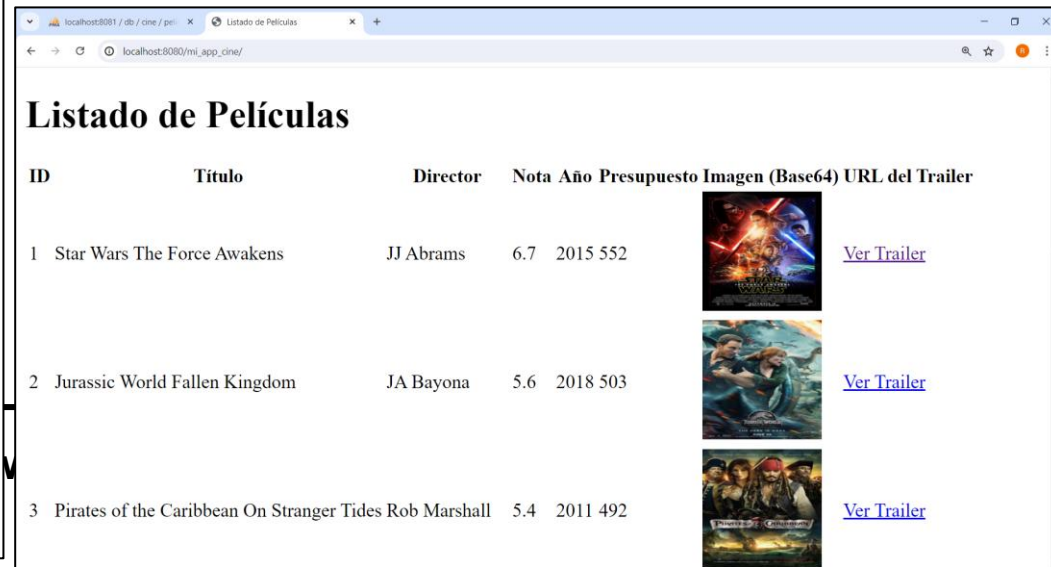 localhost:8081 / db / cine / peli
Listado de Películas
localhost:8080/mi_app_cine/
R
Listado de Películas
ID Título Director Nota Año Presupuesto Imagen (Base64) URL del Trailer
1 Star Wars The Force Awakens JJ Abrams 6.7 2015 552 Ver Trailer
STAR WARS
2 Jurassic World Fallen Kingdom JA Bayona 5.6 2018 503 Ver Trailer
3 Pirates of the Caribbean On Stranger Tides Rob Marshall 5.4 2011 492 Ver Trailer